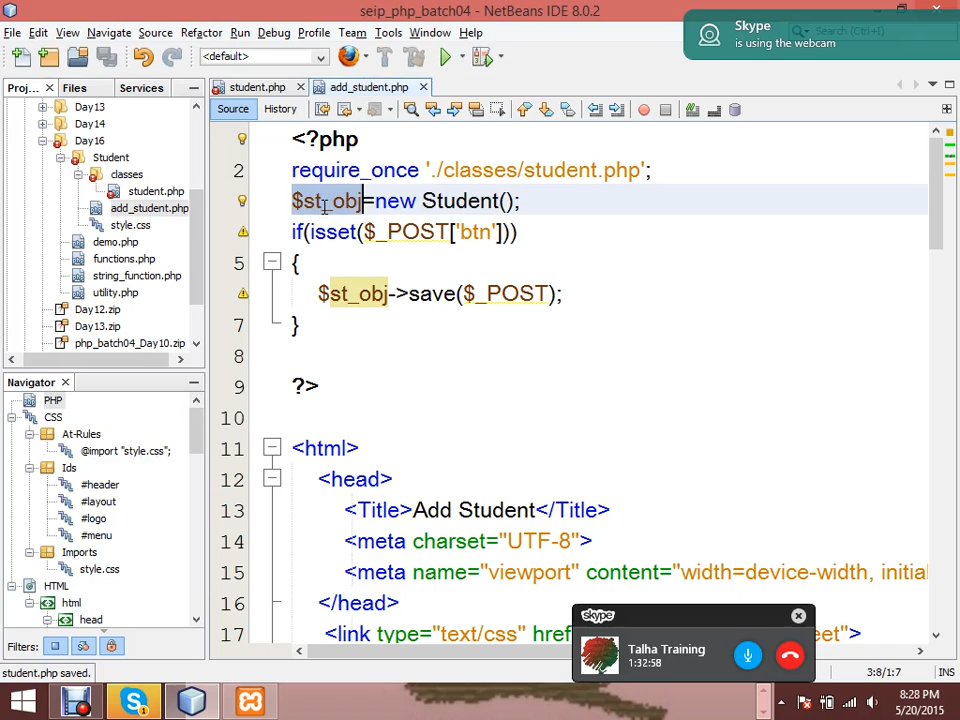 seip_php_batch04 - NetBeans IDE 8.0.2
File Edit View Navigate Source Refactor Run Debug Profile Team Tools Window Help
Search (Ctrl+I)
Skype
is using the webcam
<default>
Proj... Files Services
student.php add_student.php
Source History
Day13
Day14
Day16
Student
classes
student.php
add_student.php
style.css
demo.php
functions.php
string_function.php
utility.php
Day12.zip
Day13.zip
php_batch04_Day10.zip
Navigator
PHP
CSS
At-Rules
@import "style.css";
Ids
#header
#layout
#logo
#menu
Imports
style.css
HTML
html
head
Filters:
<?php
2 require_once './classes/student.php';
$st_obj=new Student();
if(isset($_POST['btn']))
5 {
$st_obj->save($_POST);
7 }
8
9 ?>
10
11 <html>
12 <head>
13 <Title>Add Student</Title>
14 <meta charset="UTF-8">
15 <meta name="viewport" content="width=device-width, initial
16 </head>
17 <link type="text/css" href
eet">
skype
Talha Training
1:32:58
student.php saved.
3:8/1:7 INS
8:28 PM
5/20/2015